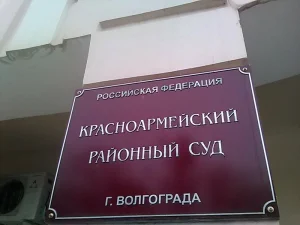 РОССИЙСКАЯ ФЕДЕРАЦИЯ
КРАСНОАРМЕЙСКИЙ
РАЙОННЫЙ СУД
Г. ВОЛГОГРАДА